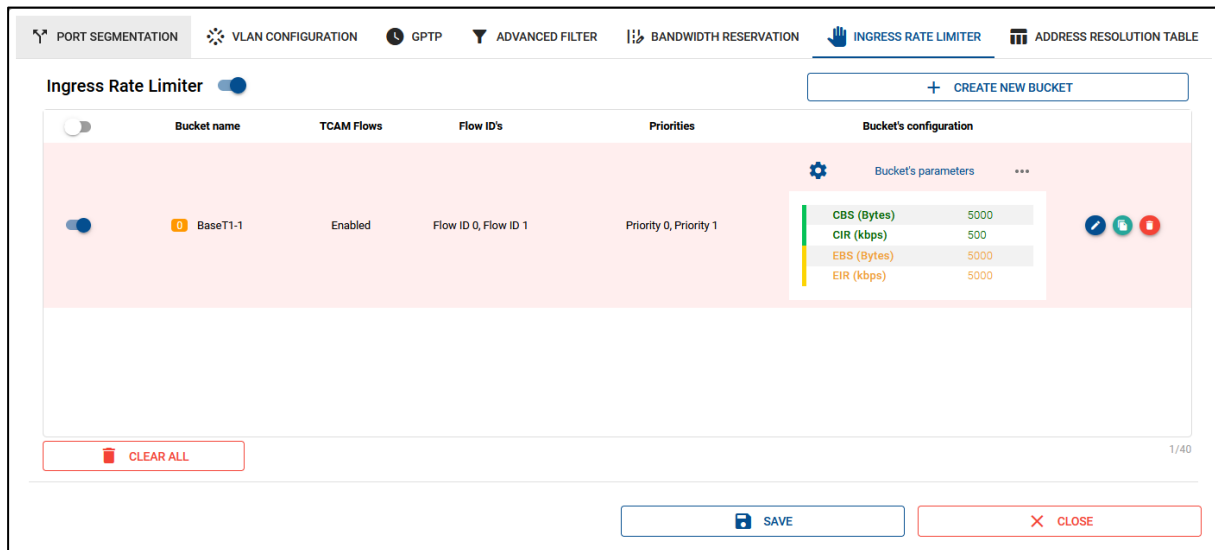 PORT SEGMENTATION VLAN CONFIGURATION GPTP ADVANCED FILTER BANDWIDTH RESERVATION INGRESS RATE LIMITER ADDRESS RESOLUTION TABLE
Ingress Rate Limiter
+ CREATE NEW BUCKET
Bucket name TCAM Flows Flow ID's Priorities Bucket's configuration
Bucket's parameters ...
0 BaseT1-1 Enabled Flow ID 0, Flow ID 1 Priority 0, Priority 1
CBS (Bytes) 5000
CIR (kbps) 500
EBS (Bytes) 5000
EIR (kbps) 5000
CLEAR ALL
1/40
SAVE
CLOSE